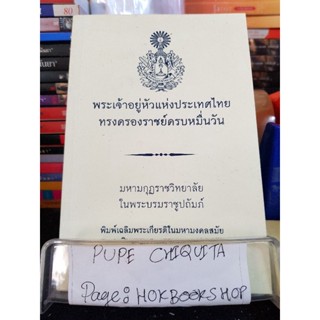 พระเจ้าอยู่หัวแห่งประเทศไทย
ทรงครองราชย์ครบหมื่นวัน
มหามกุฏราชวิทยาลัย
ในพระบรมราชูปถัมภ์
พิมพ์เฉลิมพระเกียรติในมหามงคลสมัย
PUPE CHIQUITA
Page: HOKBOOKSHOP